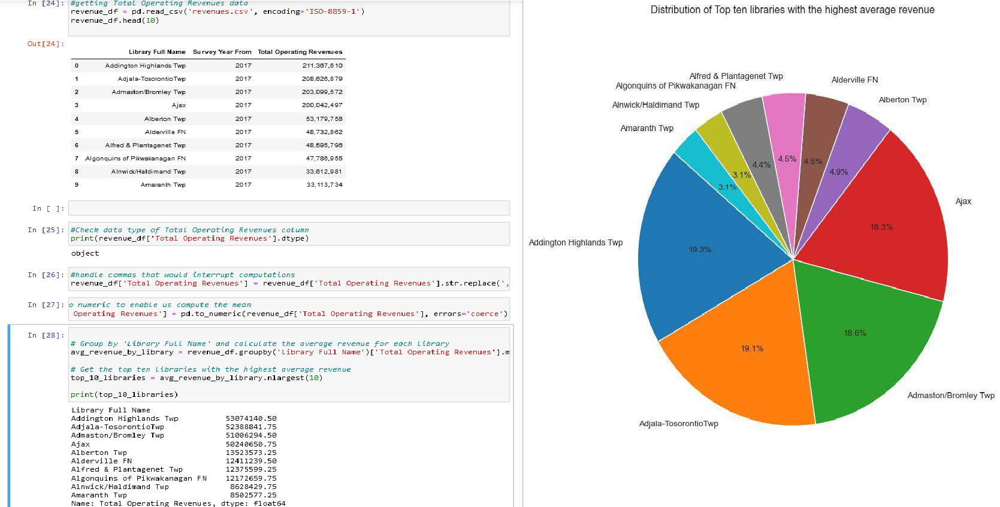 In [24]: #getting Total Operating Revenues data
revenue_df = pd.read_csv('revenues.csv', encoding='ISO-8859-1')
revenue_df.head(10)
Out[24]:
Library Full Name Survey Year From Total Operating Revenues
0 Addington Highlands Twp 2017 211,367,610
1 Adjala-TosorontioTwp 2017 208,626,879
2 Admaston/Bromley Twp 2017 203,099,572
3 Ajax 2017 200,042,497
4 Alberton Twp 2017 53,179,758
5 Alderville FN 2017 48,732,862
6 Alfred & Plantagenet Twp 2017 48,595,796
7 Algonquins of Pikwakanagan FN 2017 47,786,955
8 Alnwick/Haldimand Twp 2017 33,612,981
9 Amaranth Twp 2017 33,113,734
In [ ]:
In [25]: #Check data type of Total Operating Revenues column
print(revenue_df['Total Operating Revenues'].dtype)
object
In [26]: #handle commas that would interrupt computations
revenue_df['Total Operating Revenues'] = revenue_df['Total Operating Revenues'].str.replace(',
In [27]: o numeric to enable us compute the mean
Operating Revenues'] = pd.to_numeric(revenue_df['Total Operating Revenues'], errors='coerce')
In [28]:
# Group by 'Library Full Name' and calculate the average revenue for each library
avg_revenue_by_library = revenue_df.groupby('Library Full Name')['Total Operating Revenues'].m
# Get the top ten libraries with the highest average revenue
top_10_libraries = avg_revenue_by_library.nlargest(10)
print(top_10_libraries)
Library Full Name
Addington Highlands Twp 53074140.50
Adjala-TosorontioTwp 52388841.75
Admaston/Bromley Twp 51006294.50
Ajax 50240650.75
Alberton Twp 13523573.25
Alderville FN 12411239.50
Alfred & Plantagenet Twp 12375599.25
Algonquins of Pikwakanagan FN 12172659.75
Alnwick/Haldimand Twp 8628429.75
Amaranth Twp 8502577.25
Name: Total Operating Revenues, dtype: float64
Distribution of Top ten libraries with the highest average revenue
Alfred & Plantagenet Twp
Alderville FN
Algonquins of Pikwakanagan FN
Alberton Twp
Alnwick/Haldimand Twp
Amaranth Twp
4.5%
4.5%
4.4%
4.9%
3.1%
3.1%
Ajax
18.3%
Addington Highlands Twp
19.3%
18.6%
19.1%
Admaston/Bromley Twp
Adjala-TosorontioTwp